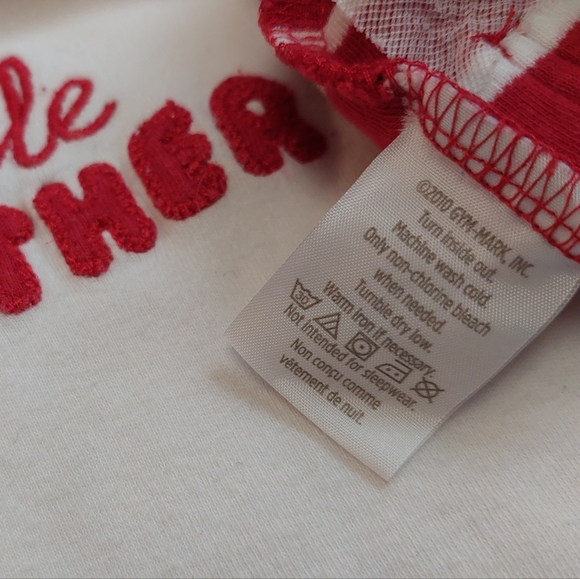 le
THER
©2010 GYM-MARK, INC.
Turn inside out.
Machine wash cold.
Only non-chlorine bleach
when needed.
Tumble dry low.
Warm iron if necessary.
30
Not intended for sleepwear.
Non conçu comme
vêtement de nuit.